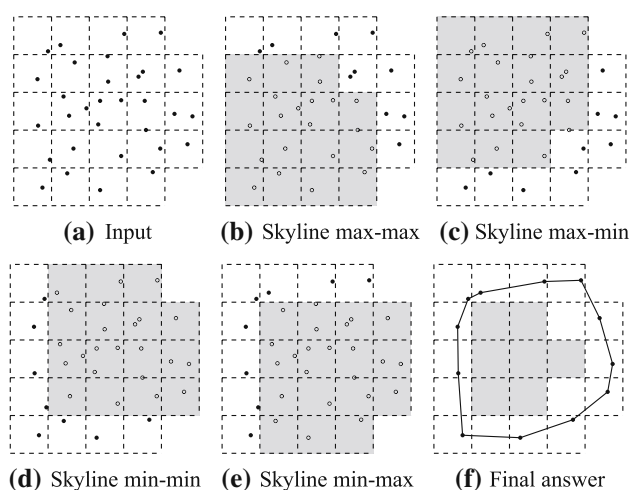 (a) Input
(b) Skyline max-max
(c) Skyline max-min
(d) Skyline min-min
(e) Skyline min-max
(f) Final answer